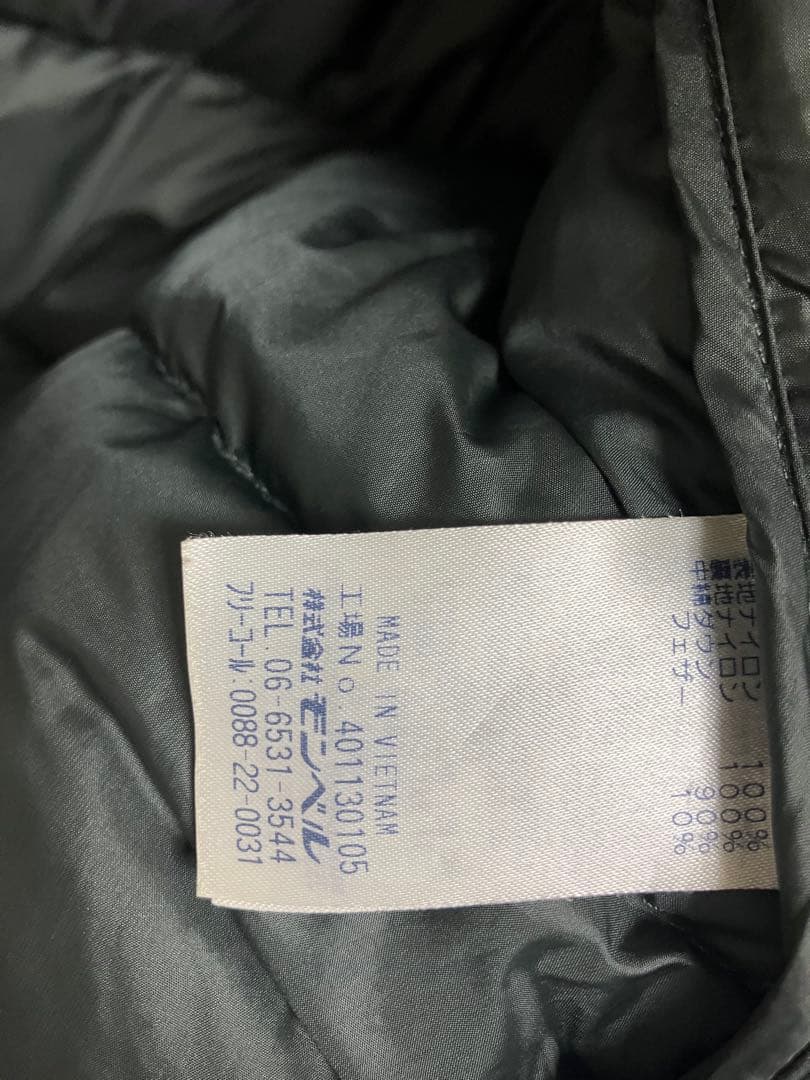 表地 ナイロン 100%
裏地 ナイロン 100%
中綿 ダウン 90%
フェザー 10%
MADE IN VIETNAM
工場No. 401130105
株式会社モンベル
TEL. 06-6531-3544
フリーコール:0088-22-0031